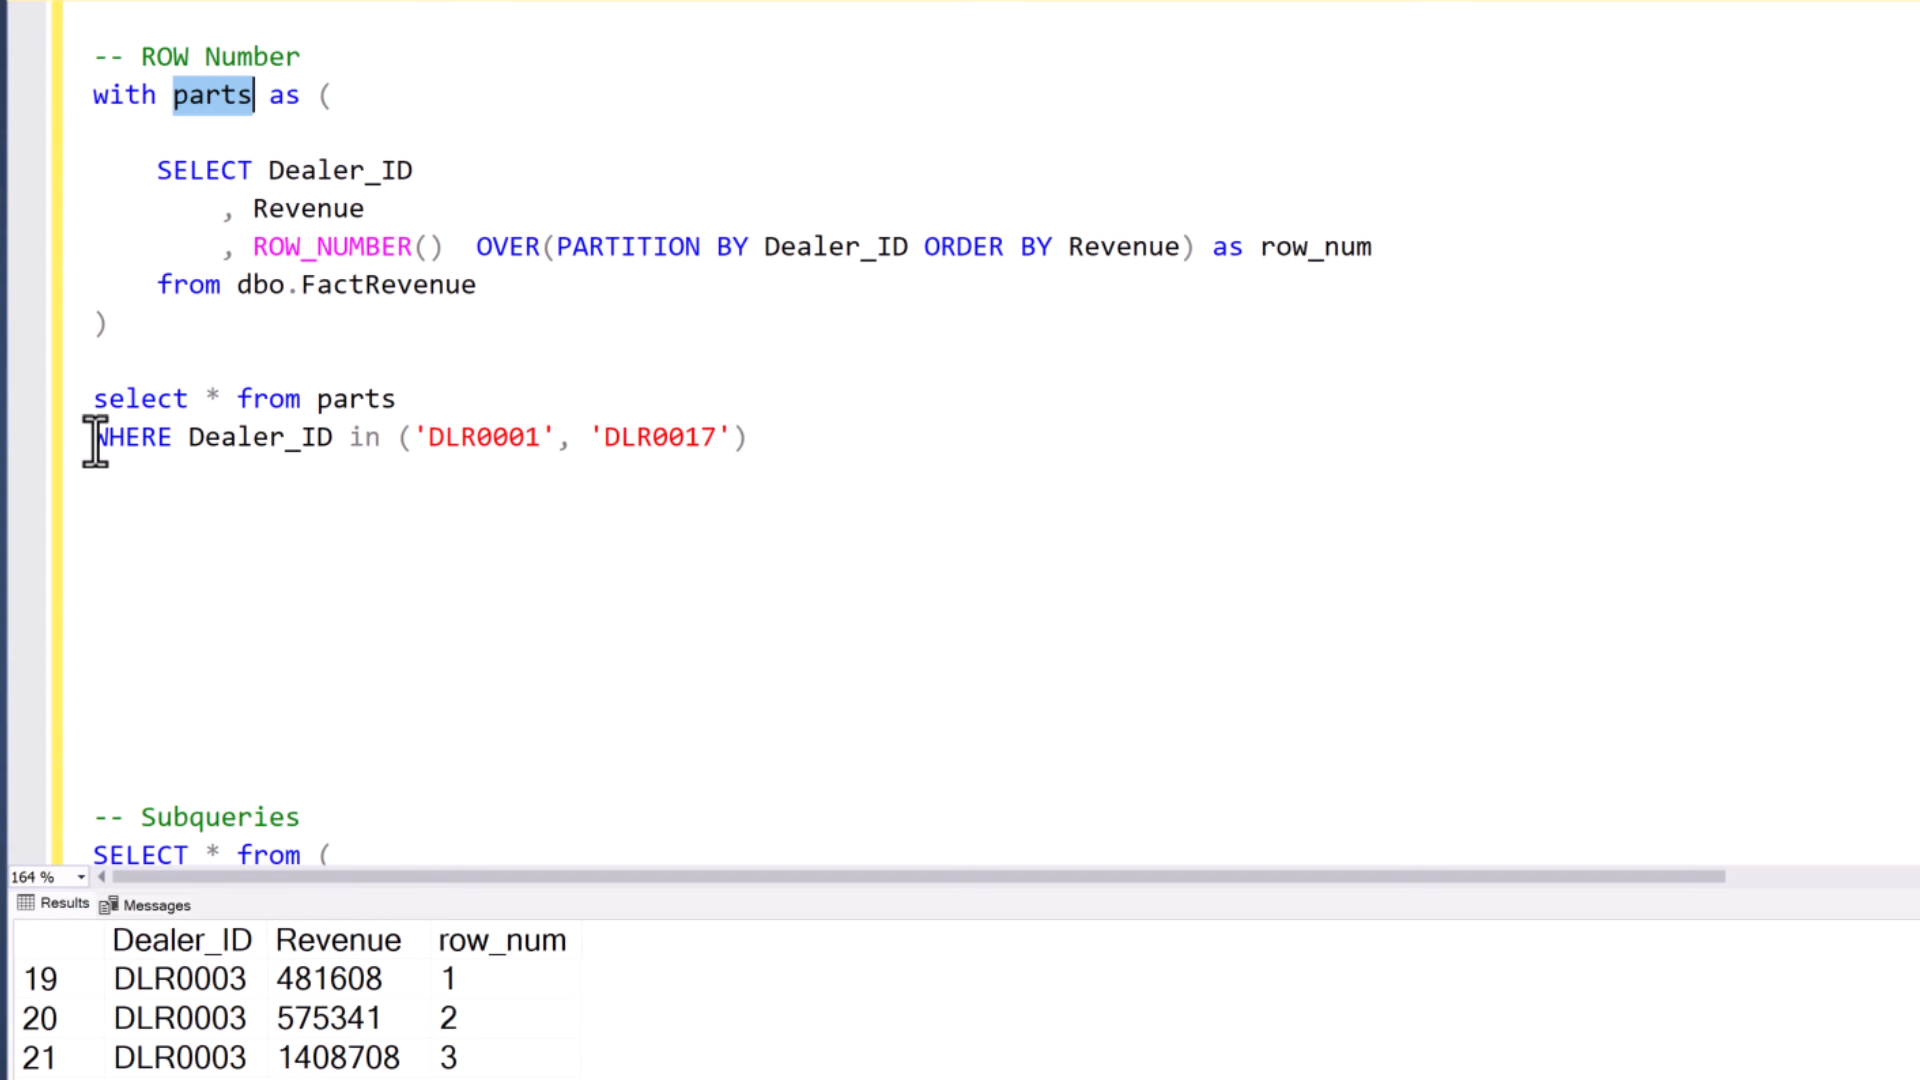 -- ROW Number
with parts as (
SELECT Dealer_ID
, Revenue
, ROW_NUMBER()  OVER(PARTITION BY Dealer_ID ORDER BY Revenue) as row_num
from dbo.FactRevenue
)
select * from parts
WHERE Dealer_ID in ('DLR0001', 'DLR0017')
-- Subqueries
SELECT * from (
164 %
Results Messages
Dealer_ID Revenue row_num
19 DLR0003 481608 1
20 DLR0003 575341 2
21 DLR0003 1408708 3